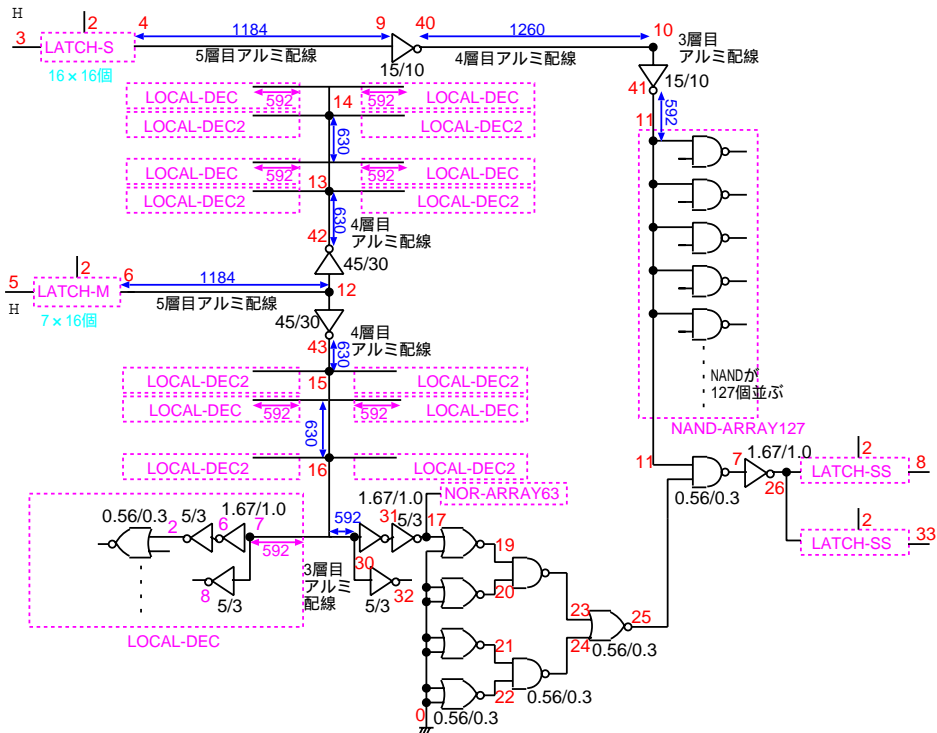 H
2
3
LATCH-S
4
1184
9
40
1260
10
5層目アルミ配線
15/10
4層目アルミ配線
3層目
アルミ配線
16×16個
41
15/10
592
11
LOCAL-DEC
592
14
592
LOCAL-DEC
LOCAL-DEC2
630
LOCAL-DEC2
LOCAL-DEC
592
592
LOCAL-DEC
LOCAL-DEC2
13
LOCAL-DEC2
630
42
4層目
アルミ配線
45/30
2
5
LATCH-M
6
1184
12
H
5層目アルミ配線
7×16個
45/30
43
630
4層目
アルミ配線
LOCAL-DEC2
15
LOCAL-DEC2
LOCAL-DEC
592
592
LOCAL-DEC
630
LOCAL-DEC2
16
LOCAL-DEC2
NANDが
127個並ぶ
NAND-ARRAY127
11
7
1.67/1.0
0.56/0.3
26
2
LATCH-SS
8
2
LATCH-SS
33
NOR-ARRAY63
0.56/0.3
2
5/3
6
1.67/1.0
7
592
592
1.67/1.0
31
5/3
17
8
5/3
3層目
アルミ
配線
30
5/3
32
LOCAL-DEC
19
20
21
22
23
24
25
0.56/0.3
0.56/0.3
0
0.56/0.3